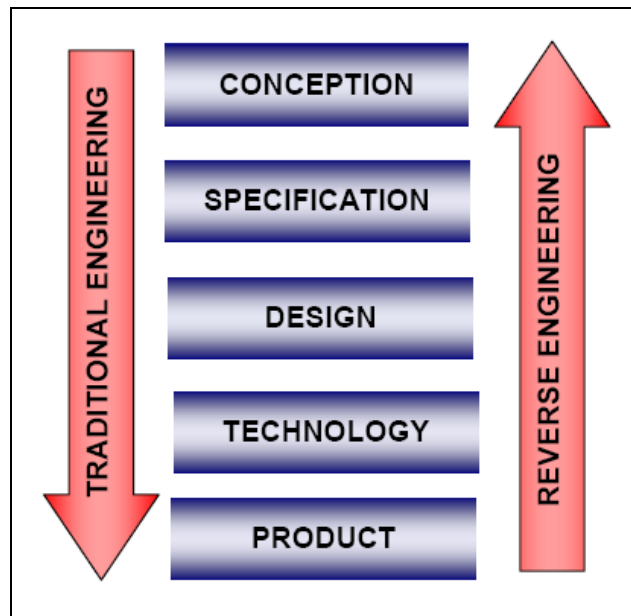 TRADITIONAL ENGINEERING
CONCEPTION
SPECIFICATION
DESIGN
TECHNOLOGY
PRODUCT
REVERSE ENGINEERING